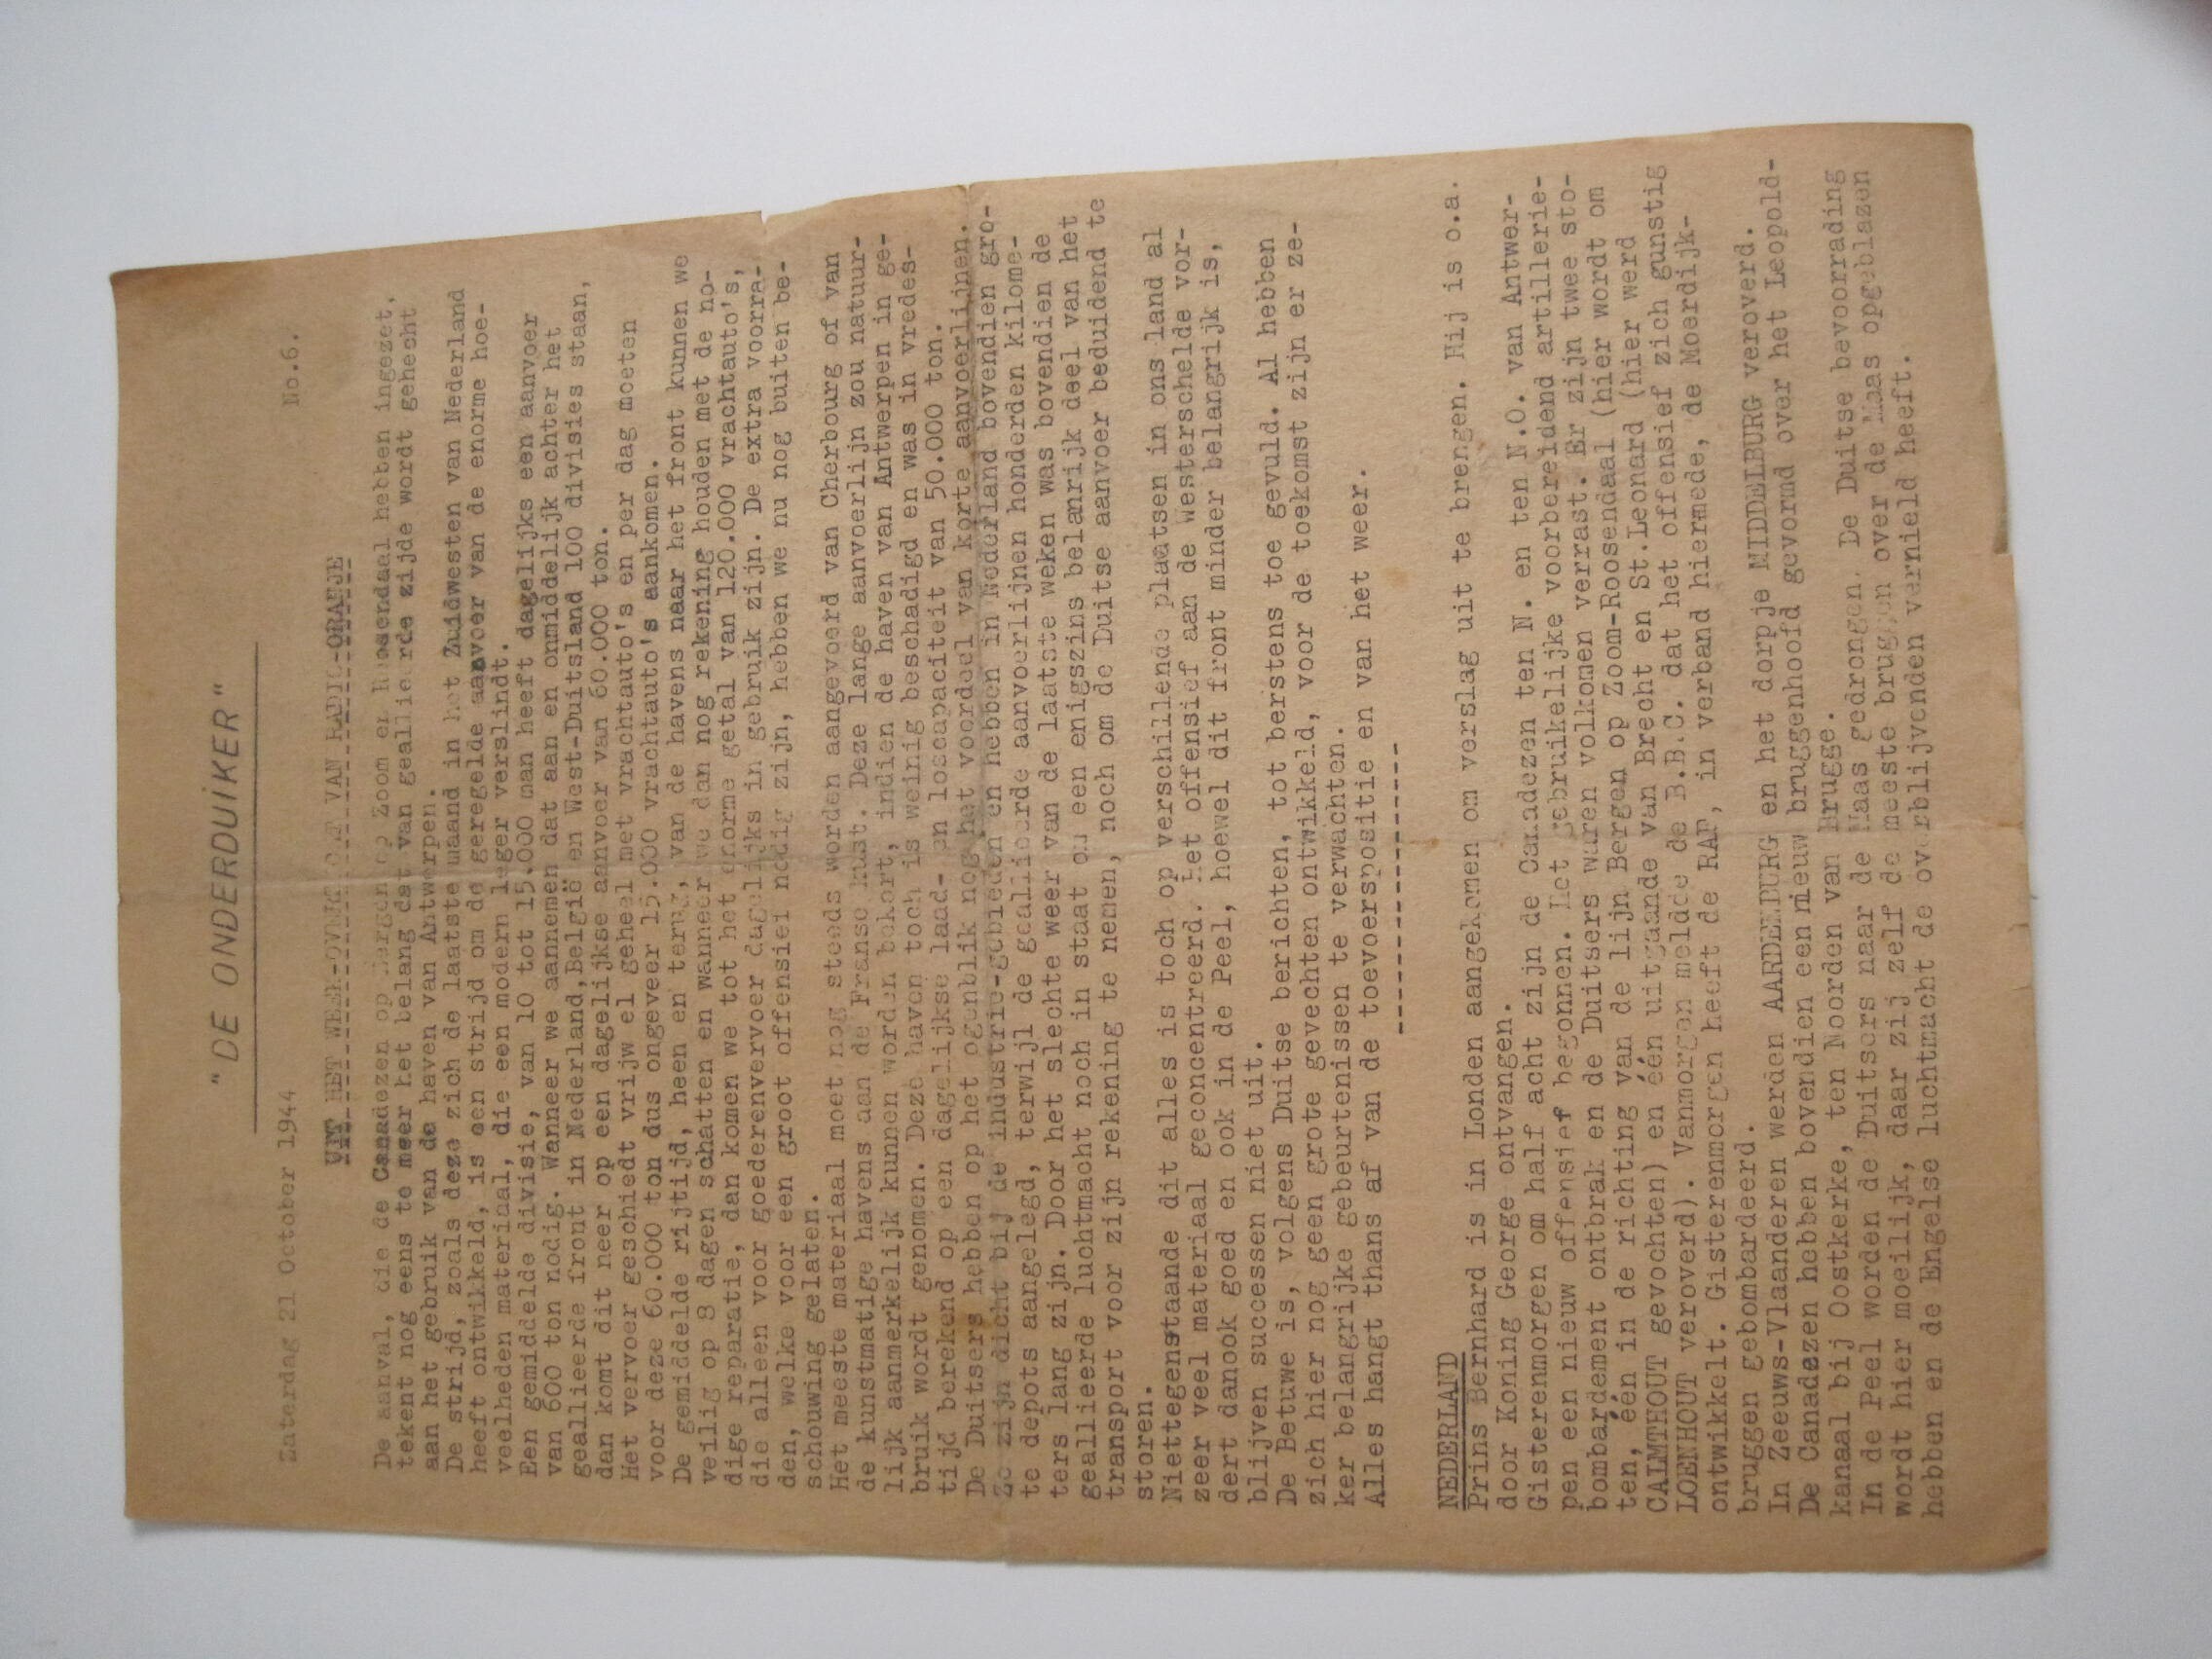 "DE ONDERDUiKER"
Zaterdag 21 October 1944 No.6.
UIT HET WEEK-OVERZICHT VAN RADIO-ORANJE
De aanval, die de Canadezen op Bergen op Zoom en Roosendaal hebben ingezet,
tekent nog eens te meer het belang dat van geallieerde zijde wordt gehecht
aan het gebruik van de haven van Antwerpen.
De strijd, zoals deze zich de laatste maand in het Zuidwesten van Nederland
heeft ontwikkeld, is een strijd om de geregelde aanvoer van de enorme hoe-
veelheden materiaal, die een modern leger verslindt.
Een gemiddelde divisie, van 10 tot 15.000 man heeft dagelijks een aanvoer
van 600 ton nodig. Wanneer we aannemen dat aan en onmiddelijk achter het
geallieerde front in Nederland,België en West-Duitsland 100 divisies staan,
dan komt dit neer op een dagelijkse aanvoer van 60.000 ton.
Het vervoer geschiedt vrijw el geheel met vrachtauto's en per dag moeten
voor deze 60.000 ton dus ongeveer 15.000 vrachtauto's aankomen.
De gemiddelde rijtijd, heen en terug, van de havens naar het front kunnen we
veilig op 8 dagen schatten en wanneer we dan nog rekening houden met de no-
dige reparatie, dan komen we tot het enorme getal van 120.000 vrachtauto's,
die alleen voor goederenvervoer dagelijks in gebruik zijn. De extra voorra-
den, welke voor een groot offensief nodig zijn, hebben we nu nog buiten be-
schouwing gelaten.
Het meeste materiaal moet nog steeds worden aangevoerd van Cherbourg of van
de kunstmatige havens aan de Franse kust. Deze lange aanvoerlijn zou natuur-
lijk aanmerkelijk kunnen worden bekort, indien de haven van Antwerpen in ge-
bruik wordt genomen. Deze haven toch is weinig beschadigd en was in vredes-
tijd berekend op een dagelijkse laad- en loscapaciteit van 50.000 ton.
De Duitsers hebben op het ogenblik nog het voordeel van korte aanvoerlijnen.
Ze zijn dicht bij de industrie-gebieden en hebben in Nederland bovendien gro-
te depots aangelegd, terwijl de geallieerde aanvoerlijnen honderden kilome-
ters lang zijn. Door het slechte weer van de laatste weken was bovendien de
geallieerde luchtmacht noch in staat om een enigszins belanrijk deel van het
transport voor zijn rekening te nemen, noch om de Duitse aanvoer beduidend te
storen.
Niettegenstaande dit alles is toch op verschillende plaatsen in ons land al
zeer veel materiaal geconcentreerd. Het offensief aan de Westerschelde vor-
dert danook goed en ook in de Peel, hoewel dit front minder belangrijk is,
blijven successen niet uit.
De Betuwe is, volgens Duitse berichten, tot berstens toe gevuld. Al hebben
zich hier nog geen grote gevechten ontwikkeld, voor de toekomst zijn er ze-
ker belangrijke gebeurtenissen te verwachten.
Alles hangt thans af van de toevoerspositie en van het weer.
--------------------
NEDERLAND
Prins Bernhard is in Londen aangekomen om verslag uit te brengen. Hij is o.a.
door Koning George ontvangen.
Gisterenmorgen om half acht zijn de Canadezen ten N. en ten N.O. van Antwer-
pen een nieuw offensief begonnen. Het gebruikelijke voorbereidend artillerie-
bombardement ontbrak en de Duitsers waren volkomen verrast. Er zijn twee sto-
ten, één in de richting van de lijn Bergen op Zoom-Roosendaal (hier wordt om
CALMTHOUT gevochten) en één uitgaande van Brecht en St.Leonard (hier werd
LOENHOUT veroverd). Vanmorgen meldde de B.B.C. dat het offensief zich gunstig
ontwikkelt. Gisterenmorgen heeft de RAF, in verband hiermede, de Moerdijk-
bruggen gebombardeerd.
In Zeeuws-Vlaanderen werden AARDENBURG en het dorpje MIDDELBURG veroverd.
De Canadezen hebben bovendien een nieuw bruggenhoofd gevormd over het Leopold-
kanaal bij Oostkerke, ten Noorden van Brugge.
In de Peel worden de Duitsers naar de Maas gedrongen. De Duitse bevoorrading
wordt hier moeilijk, daar zij zelf de meeste bruggen over de Maas opgeblazen
hebben en de Engelse luchtmacht de overblijvenden vernield heeft.